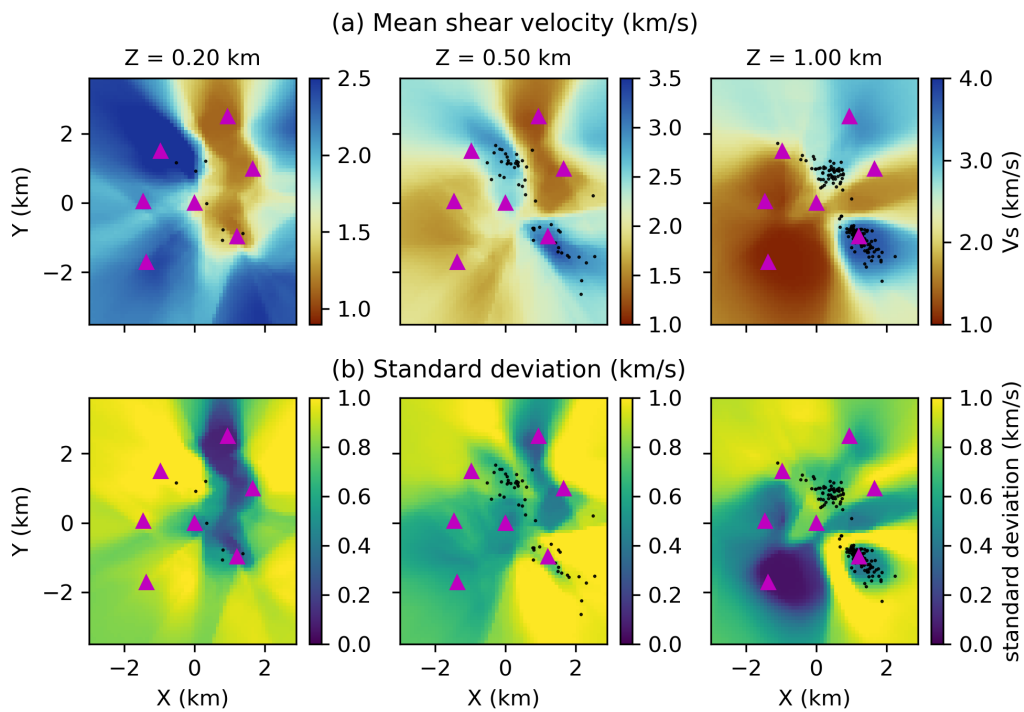 (a) Mean shear velocity (km/s)
Z = 0.20 km Z = 0.50 km Z = 1.00 km
2.5 3.5 4.0
2 3.0
2.0 3.0
2.5
0 2.0
1.5 2.0
−2 1.5
1.0 1.0 1.0
Y (km)
Vs (km/s)
−2 0 2
(b) Standard deviation (km/s)
1.0 1.0 1.0
2 0.8 0.8 0.8
0.6 0.6 0.6
0 0.4 0.4 0.4
−2 0.2 0.2 0.2
0.0 0.0 0.0
Y (km)
standard deviation (km/s)
−2 0 2 −2 0 2 −2 0 2
X (km) X (km) X (km)